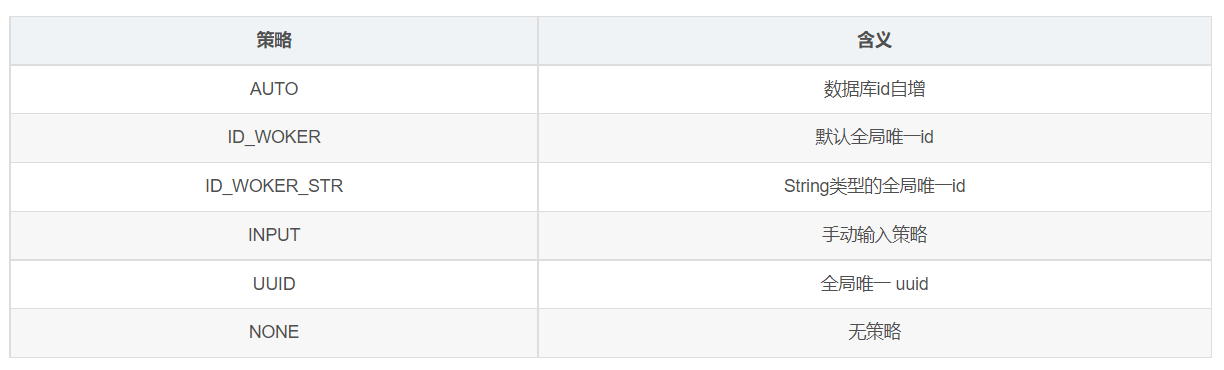 策略 含义
AUTO 数据库id自增
ID_WOKER 默认全局唯一id
ID_WOKER_STR String类型的全局唯一id
INPUT 手动输入策略
UUID 全局唯一 uuid
NONE 无策略